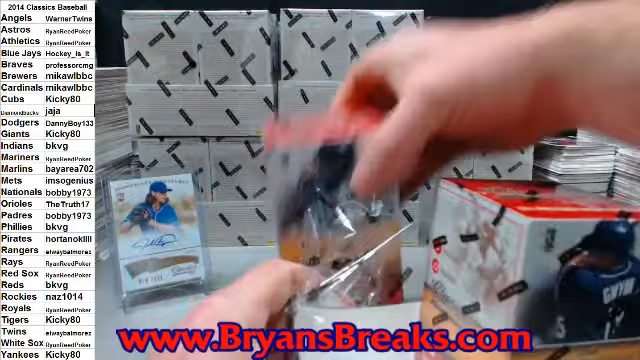 2014 Classics Baseball
Angels WarnerTwins
Astros RyanReedPoker
Athletics RyanReedPoker
Blue Jays Hockey_Is_It
Braves professorcmg
Brewers mikawlbbc
Cardinals mikawlbbc
Cubs Kicky80
Diamondbacks jaja
Dodgers DannyBoy133
Giants Kicky80
Indians bkvg
Mariners RyanReedPoker
Marlins bayarea702
Mets imsogenius
Nationals bobby1973
Orioles TheTruth17
Padres bobby1973
Phillies bkvg
Pirates hortanokilll
Rangers elwaybalmorez
Rays RyanReedPoker
Red Sox RyanReedPoker
Reds bkvg
Rockies naz1014
Royals RyanReedPoker
Tigers Kicky80
Twins elwaybalmorez
White Sox RyanReedPoker
Yankees Kicky80
GWYNN
www.BryansBreaks.com